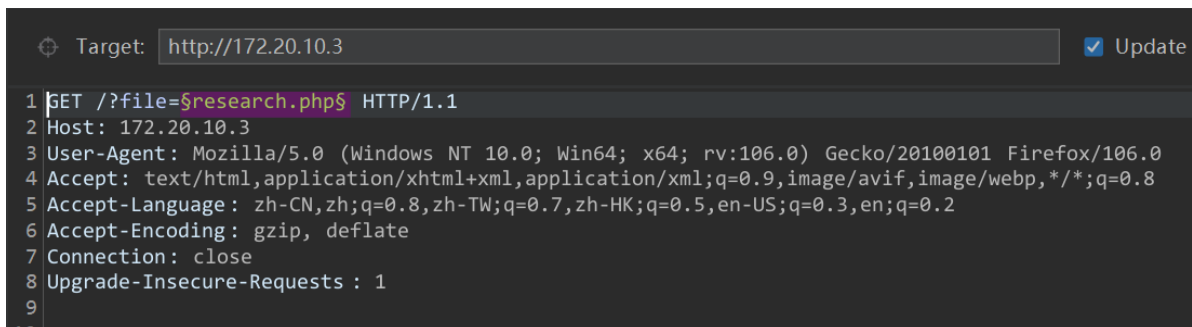 Target: http://172.20.10.3 Update
1 GET /?file=§research.php§ HTTP/1.1
2 Host: 172.20.10.3
3 User-Agent: Mozilla/5.0 (Windows NT 10.0; Win64; x64; rv:106.0) Gecko/20100101 Firefox/106.0
4 Accept: text/html,application/xhtml+xml,application/xml;q=0.9,image/avif,image/webp,*/*;q=0.8
5 Accept-Language: zh-CN,zh;q=0.8,zh-TW;q=0.7,zh-HK;q=0.5,en-US;q=0.3,en;q=0.2
6 Accept-Encoding: gzip, deflate
7 Connection: close
8 Upgrade-Insecure-Requests: 1
9